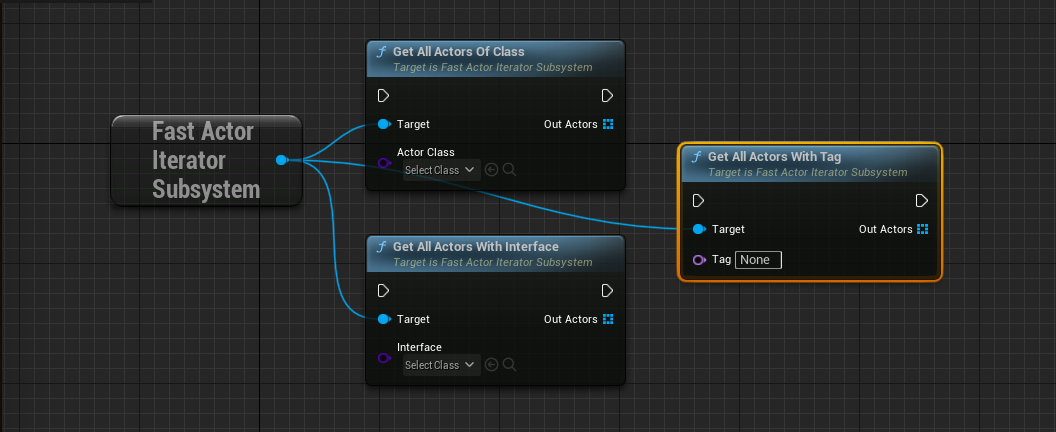 Fast Actor
Iterator
Subsystem
Get All Actors Of Class
Target is Fast Actor Iterator Subsystem
Target
Out Actors
Actor Class
Select Class
Get All Actors With Interface
Target is Fast Actor Iterator Subsystem
Target
Out Actors
Interface
Select Class
Get All Actors With Tag
Target is Fast Actor Iterator Subsystem
Target
Out Actors
Tag None